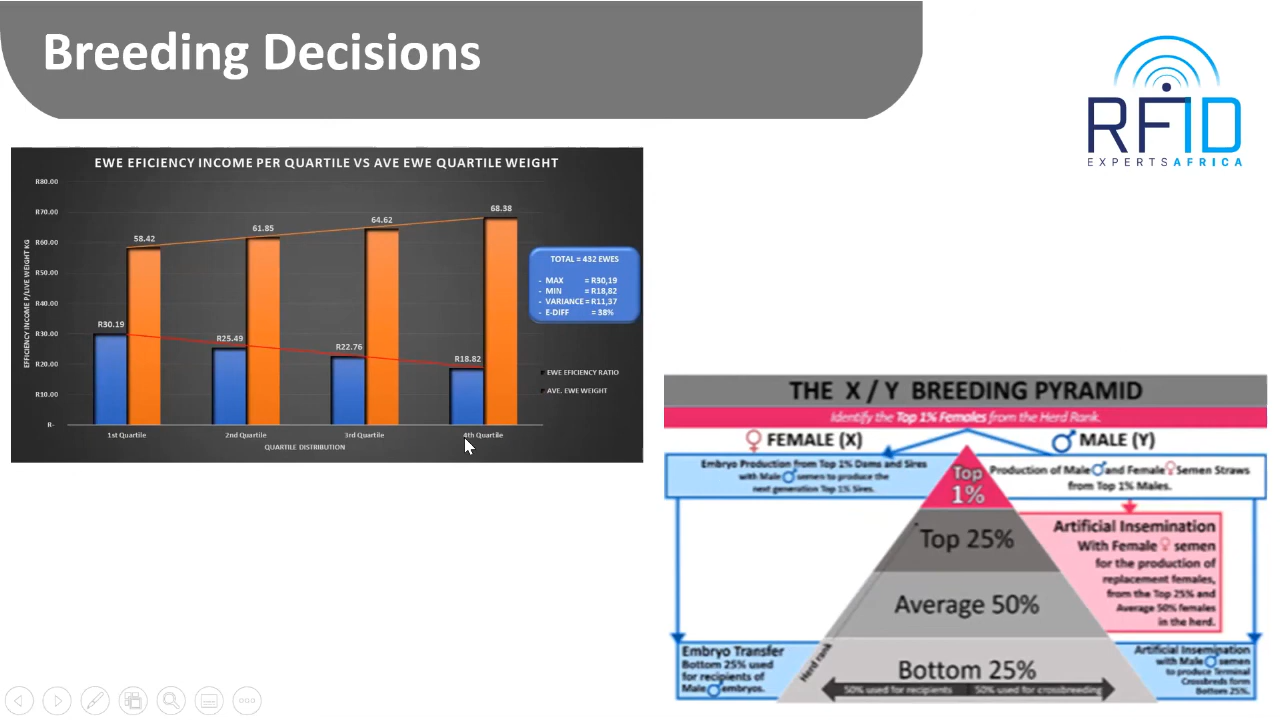 Breeding Decisions
RFID
EXPERTSAFRICA
EWE EFICIENCY INCOME PER QUARTILE VS AVE EWE QUARTILE WEIGHT
EFFICIENCY INCOME P/LIVE WEIGHT KG
R80.00
R70.00
R60.00
R50.00
R40.00
R30.00
R20.00
R10.00
R-
58.42
61.85
64.62
68.38
R30.19
R25.49
R22.76
R18.82
1st Quartile
2nd Quartile
3rd Quartile
4th Quartile
QUARTILE DISTRIBUTION
TOTAL = 432 EWES
- MAX = R30,19
- MIN = R18,82
- VARIANCE = R11,37
- E-DIFF = 38%
EWE EFFICIENCY RATIO
AVE. EWE WEIGHT
THE X / Y BREEDING PYRAMID
Identify the Top 1% Females from the Herd Rank.
♀ FEMALE (X)
♂ MALE (Y)
Embryo Production from Top 1% Dams and Sires
with Male ♂ semen to produce the
next generation Top 1% Sires.
Production of Male ♂ and Female ♀ Semen Straws
from Top 1% Males.
Top
1%
Top 25%
Average 50%
Bottom 25%
Herd rank
50% used for recipients
50% used for crossbreeding
Artificial Insemination
With Female ♀ semen
for the production of
replacement females,
from the Top 25% and
Average 50% females
in the herd.
Embryo Transfer
Bottom 25% used
for recipients of
Male ♂ embryos.
Artificial Insemination
with Male ♂ semen
to produce Terminal
Crossbreds form
Bottom 25%.